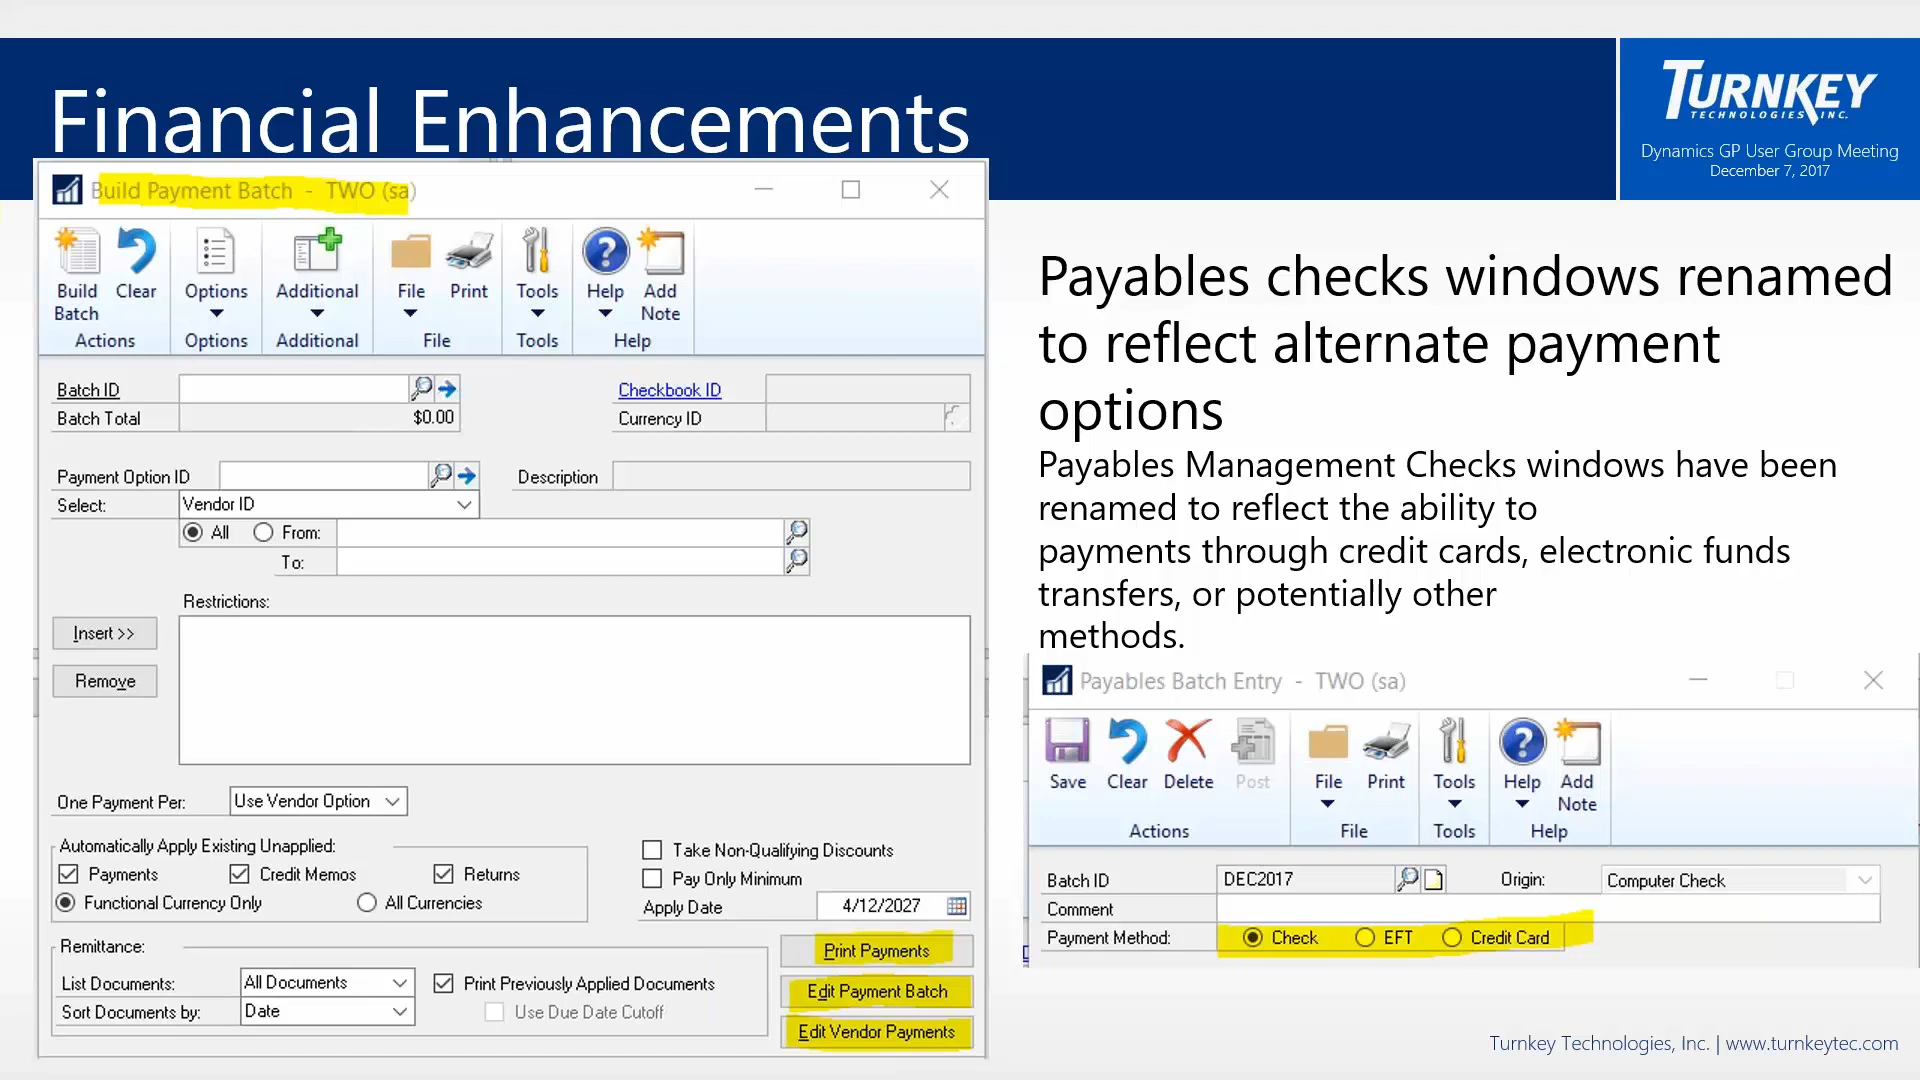 Financial Enhancements
TURNKEY
TECHNOLOGIES, INC.
Dynamics GP User Group Meeting
December 7, 2017
Build Payment Batch - TWO (sa)
Build Batch
Clear
Options
Additional
File
Print
Tools
Help
Add Note
Actions
Options
Additional
File
Tools
Help
Batch ID
Checkbook ID
Batch Total $0.00
Currency ID
Payment Option ID
Description
Select: Vendor ID
All From:
To:
Restrictions:
Insert >>
Remove
One Payment Per: Use Vendor Option
Automatically Apply Existing Unapplied:
Payments Credit Memos Returns
Functional Currency Only All Currencies
Take Non-Qualifying Discounts
Pay Only Minimum
Apply Date 4/12/2027
Remittance:
List Documents: All Documents
Print Previously Applied Documents
Sort Documents by: Date
Use Due Date Cutoff
Print Payments
Edit Payment Batch
Edit Vendor Payments
Payables checks windows renamed
to reflect alternate payment
options
Payables Management Checks windows have been
renamed to reflect the ability to
payments through credit cards, electronic funds
transfers, or potentially other
methods.
Payables Batch Entry - TWO (sa)
Save
Clear
Delete
Post
File
Print
Tools
Help
Add Note
Actions
File
Tools
Help
Batch ID DEC2017
Origin: Computer Check
Comment
Payment Method: Check EFT Credit Card
Turnkey Technologies, Inc. | www.turnkeytec.com